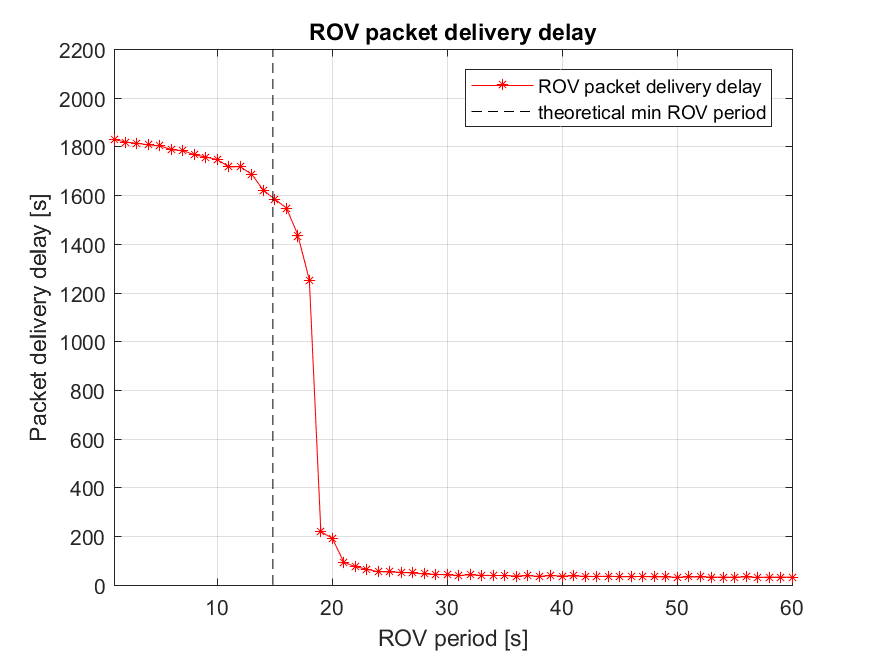 ROV packet delivery delay
2200
2000
1800
1600
1400
1200
1000
800
600
400
200
0
Packet delivery delay [s]
ROV packet delivery delay
theoretical min ROV period
10 20 30 40 50 60
ROV period [s]